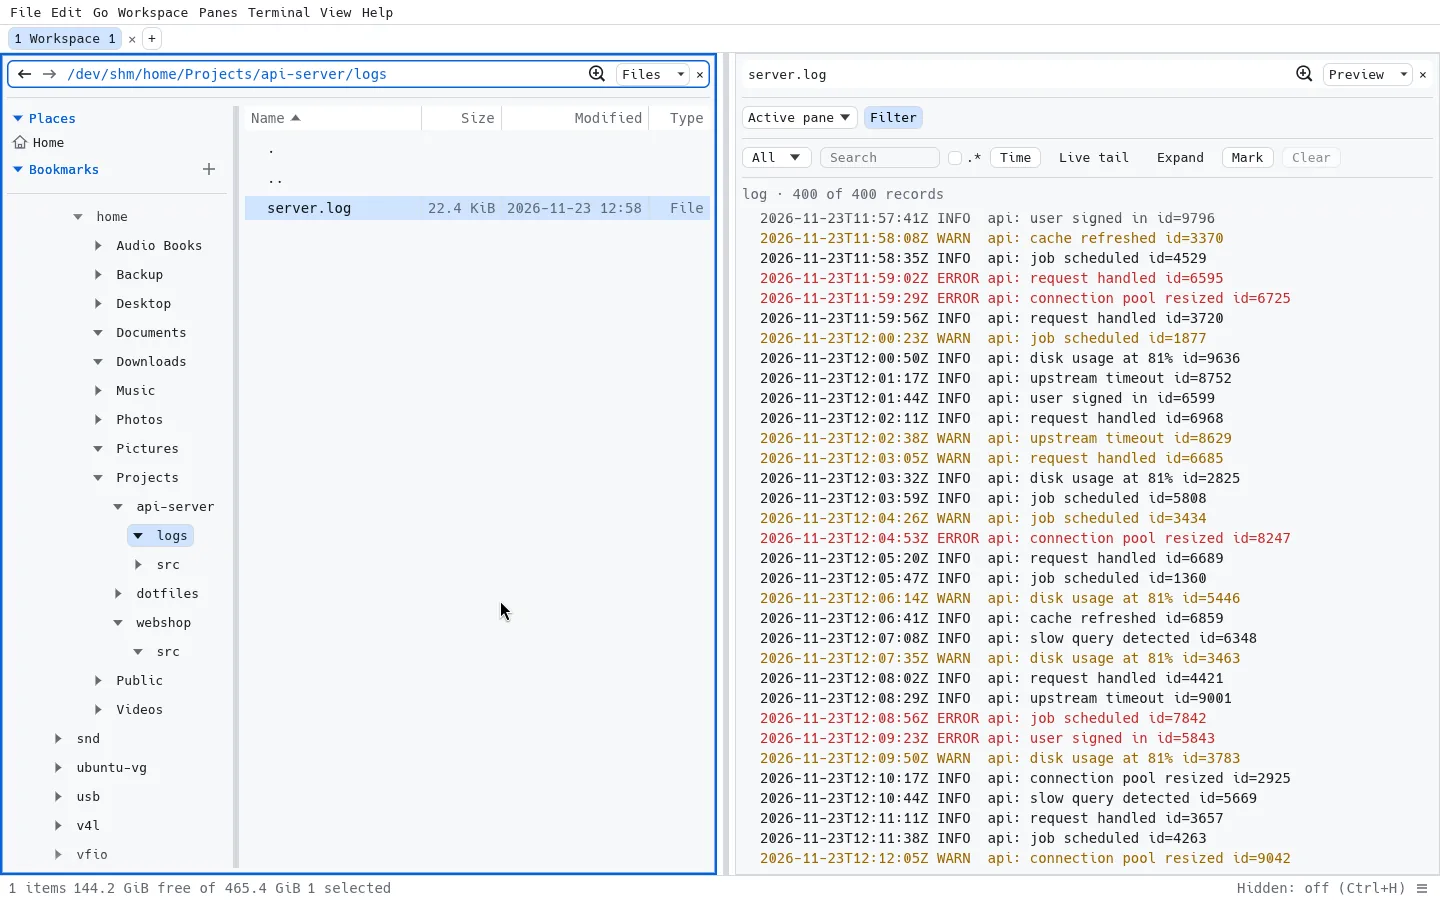 File Edit Go Workspace Panes Terminal View Help
1 Workspace 1 × +
← → /dev/shm/home/Projects/api-server/logs Files ×
Places
Home
Bookmarks +
home
Audio Books
Backup
Desktop
Documents
Downloads
Music
Photos
Pictures
Projects
api-server
logs
src
dotfiles
webshop
src
Public
Videos
snd
ubuntu-vg
usb
v4l
vfio
Name Size Modified Type
.
..
server.log 22.4 KiB 2026-11-23 12:58 File
server.log Preview ×
Active pane Filter
All Search .* Time Live tail Expand Mark Clear
log · 400 of 400 records
2026-11-23T11:57:41Z INFO  api: user signed in id=9796
2026-11-23T11:58:08Z WARN  api: cache refreshed id=3370
2026-11-23T11:58:35Z INFO  api: job scheduled id=4529
2026-11-23T11:59:02Z ERROR api: request handled id=6595
2026-11-23T11:59:29Z ERROR api: connection pool resized id=6725
2026-11-23T11:59:56Z INFO  api: request handled id=3720
2026-11-23T12:00:23Z WARN  api: job scheduled id=1877
2026-11-23T12:00:50Z INFO  api: disk usage at 81% id=9636
2026-11-23T12:01:17Z INFO  api: upstream timeout id=8752
2026-11-23T12:01:44Z INFO  api: user signed in id=6599
2026-11-23T12:02:11Z INFO  api: request handled id=6968
2026-11-23T12:02:38Z WARN  api: upstream timeout id=8629
2026-11-23T12:03:05Z WARN  api: request handled id=6685
2026-11-23T12:03:32Z INFO  api: disk usage at 81% id=2825
2026-11-23T12:03:59Z INFO  api: job scheduled id=5808
2026-11-23T12:04:26Z WARN  api: job scheduled id=3434
2026-11-23T12:04:53Z ERROR api: connection pool resized id=8247
2026-11-23T12:05:20Z INFO  api: request handled id=6689
2026-11-23T12:05:47Z INFO  api: job scheduled id=1360
2026-11-23T12:06:14Z WARN  api: disk usage at 81% id=5446
2026-11-23T12:06:41Z INFO  api: cache refreshed id=6859
2026-11-23T12:07:08Z INFO  api: slow query detected id=6348
2026-11-23T12:07:35Z WARN  api: disk usage at 81% id=3463
2026-11-23T12:08:02Z INFO  api: request handled id=4421
2026-11-23T12:08:29Z INFO  api: upstream timeout id=9001
2026-11-23T12:08:56Z ERROR api: job scheduled id=7842
2026-11-23T12:09:23Z ERROR api: user signed in id=5843
2026-11-23T12:09:50Z WARN  api: disk usage at 81% id=3783
2026-11-23T12:10:17Z INFO  api: connection pool resized id=2925
2026-11-23T12:10:44Z INFO  api: slow query detected id=5669
2026-11-23T12:11:11Z INFO  api: request handled id=3657
2026-11-23T12:11:38Z INFO  api: job scheduled id=4263
2026-11-23T12:12:05Z WARN  api: connection pool resized id=9042
1 items 144.2 GiB free of 465.4 GiB 1 selected Hidden: off (Ctrl+H) ≡